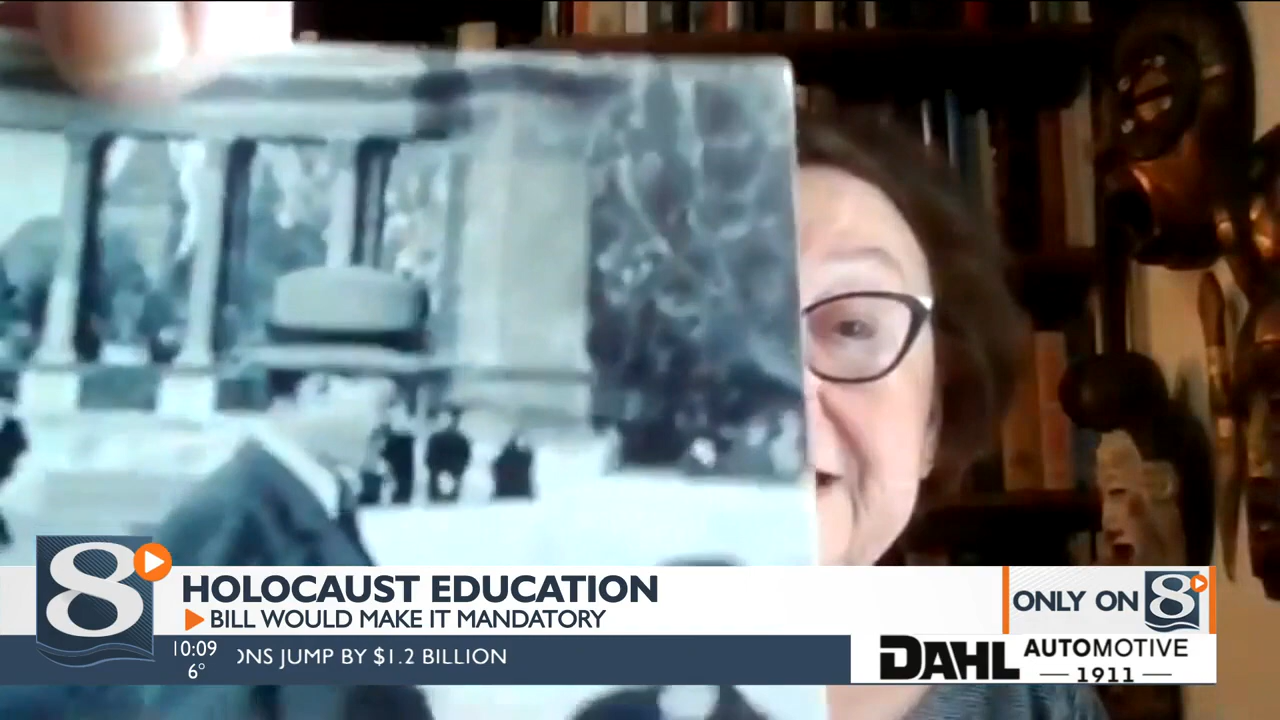 8
HOLOCAUST EDUCATION
BILL WOULD MAKE IT MANDATORY
ONLY ON 8
10:09
6°
ONS JUMP BY $1.2 BILLION
DAHL AUTOMOTIVE
1911